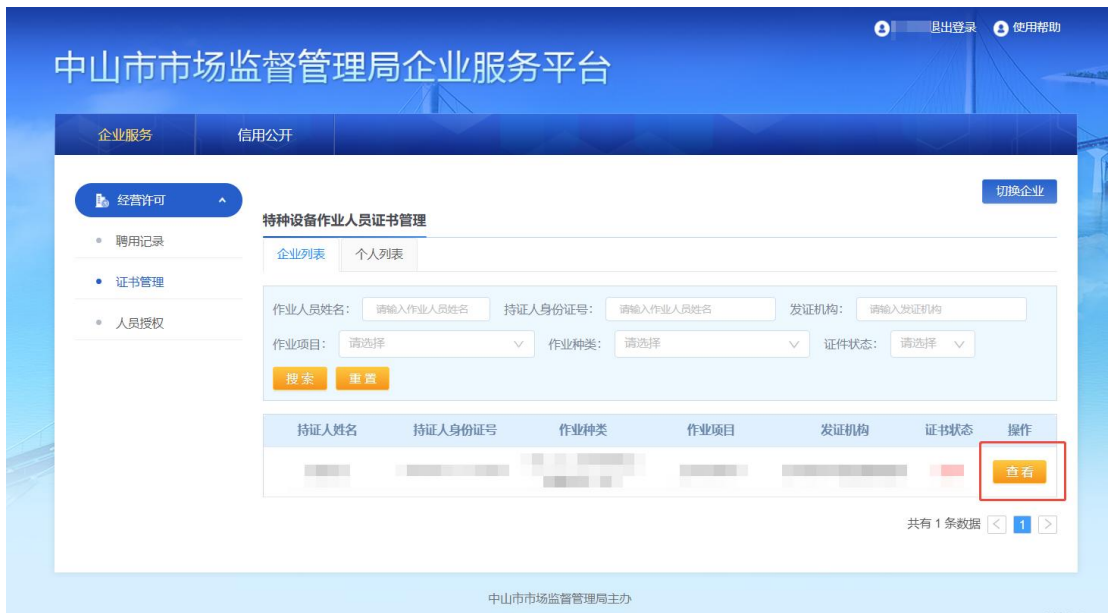 退出登录 使用帮助
中山市市场监督管理局企业服务平台
企业服务 信用公开
切换企业
经营许可
聘用记录
证书管理
人员授权
特种设备作业人员证书管理
企业列表 个人列表
作业人员姓名： 请输入作业人员姓名 持证人身份证号： 请输入作业人员姓名 发证机构： 请输入发证机构
作业项目： 请选择 作业种类： 请选择 证件状态： 请选择
搜索 重置
持证人姓名 持证人身份证号 作业种类 作业项目 发证机构 证书状态 操作
查看
共有 1 条数据 < 1 >
中山市市场监督管理局主办